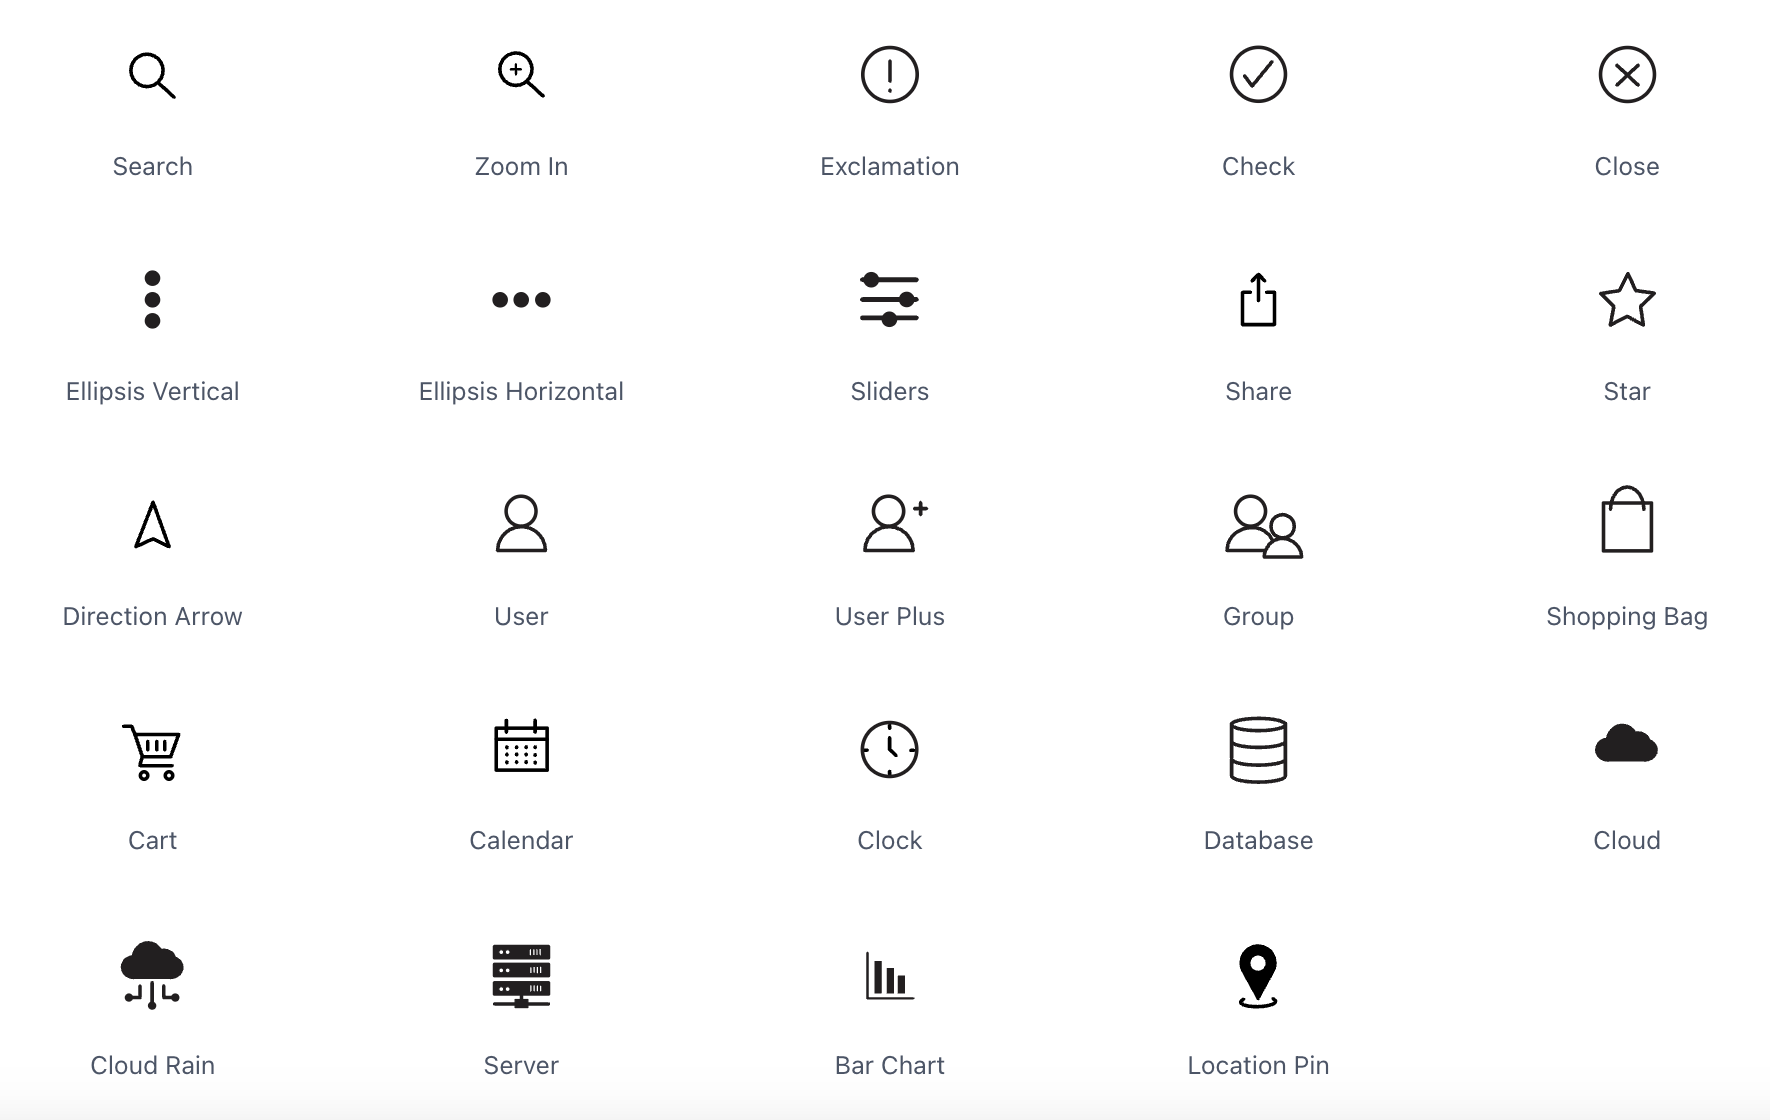 Search
Zoom In
Exclamation
Check
Close
Ellipsis Vertical
Ellipsis Horizontal
Sliders
Share
Star
Direction Arrow
User
User Plus
Group
Shopping Bag
Cart
Calendar
Clock
Database
Cloud
Cloud Rain
Server
Bar Chart
Location Pin